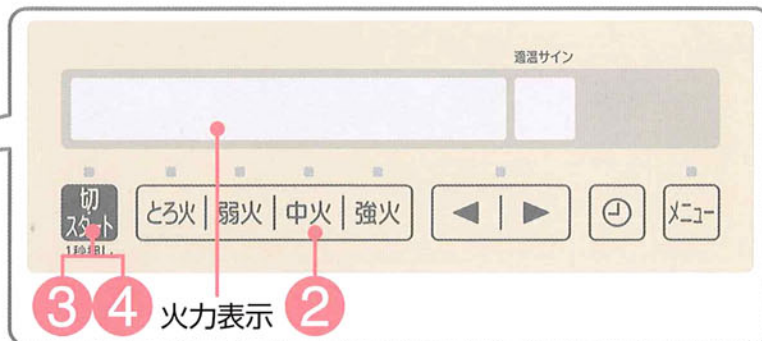 適温サイン
切
スタート
1秒押し
とろ火 弱火 中火 強火
◀ ▶
メニュー
3 4 火力表示 2